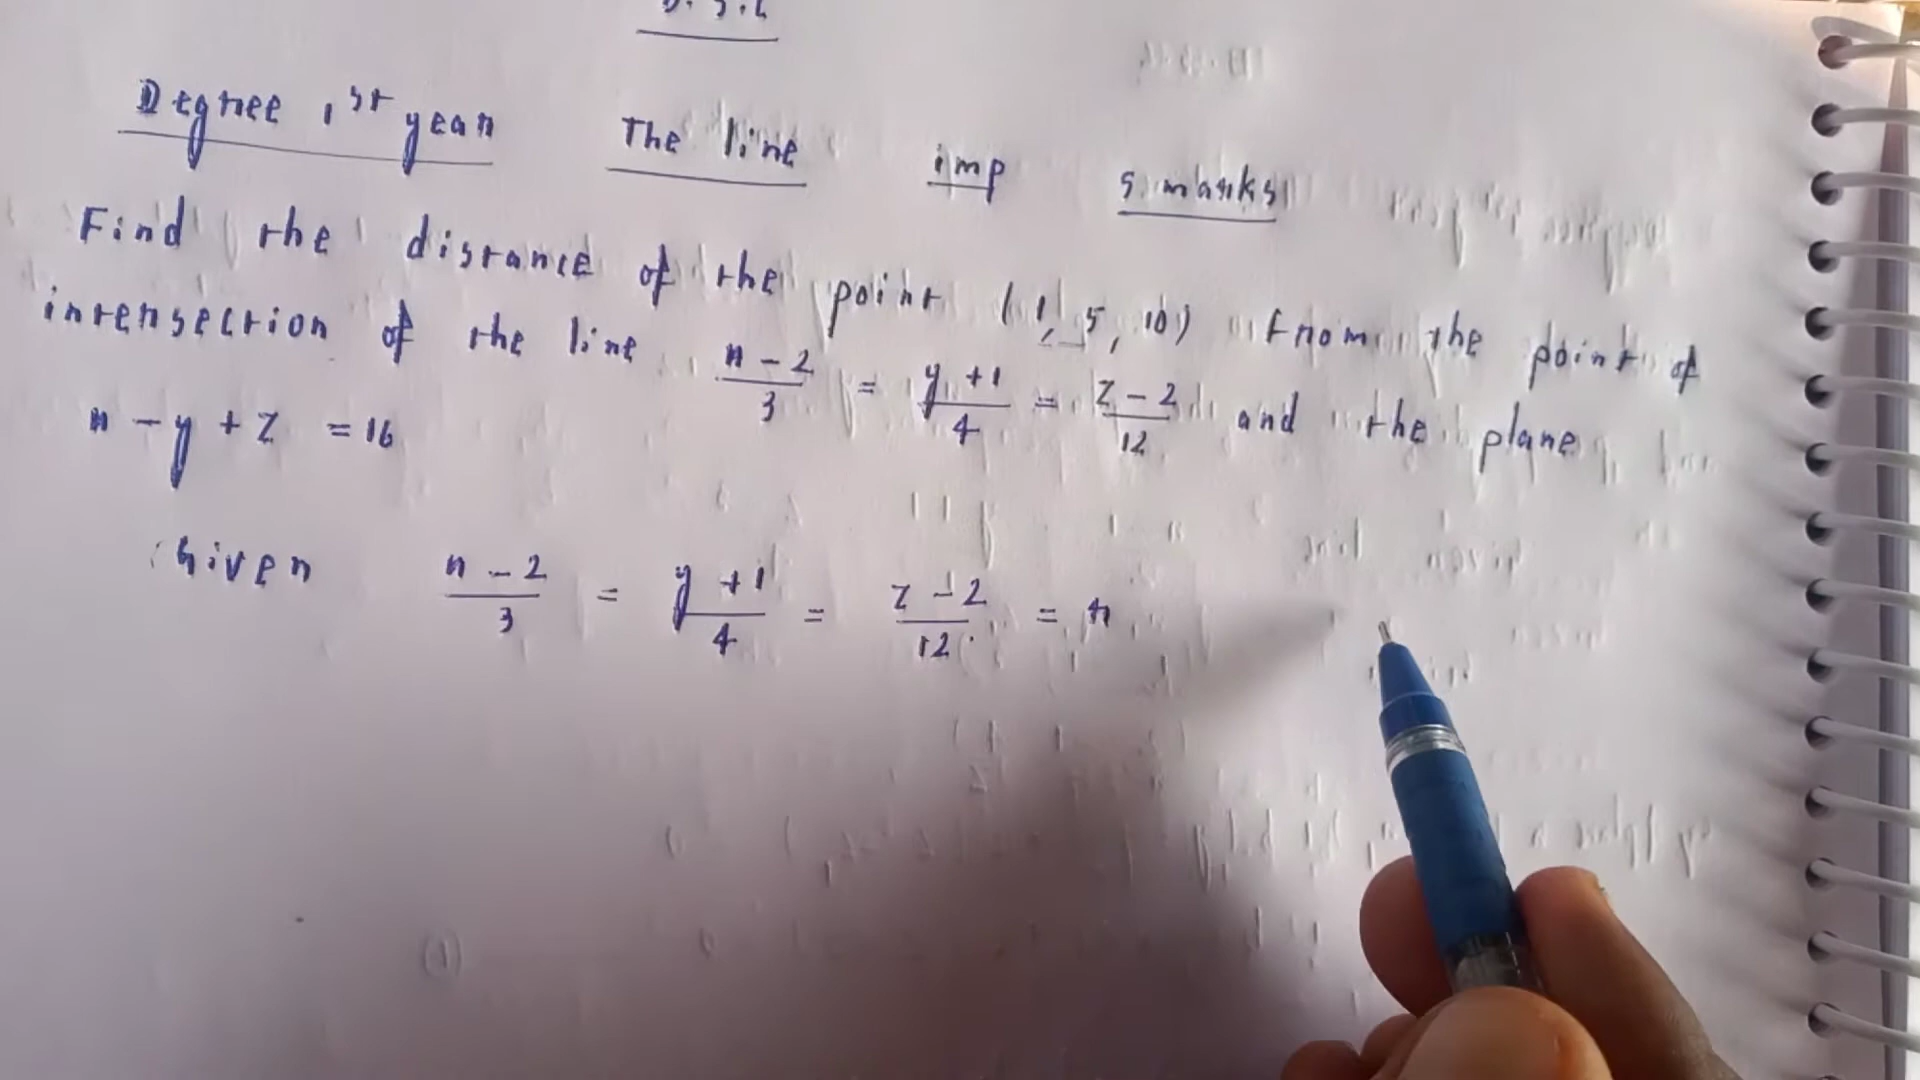 Degree 1st year The line imp 5 marks
Find the distance of the point (1, 5, 10) from the point of
intersection of the line x - 2 / 3 = y + 1 / 4 = z - 2 / 12 and the plane
x - y + z = 16
Given x - 2 / 3 = y + 1 / 4 = z - 2 / 12 = r